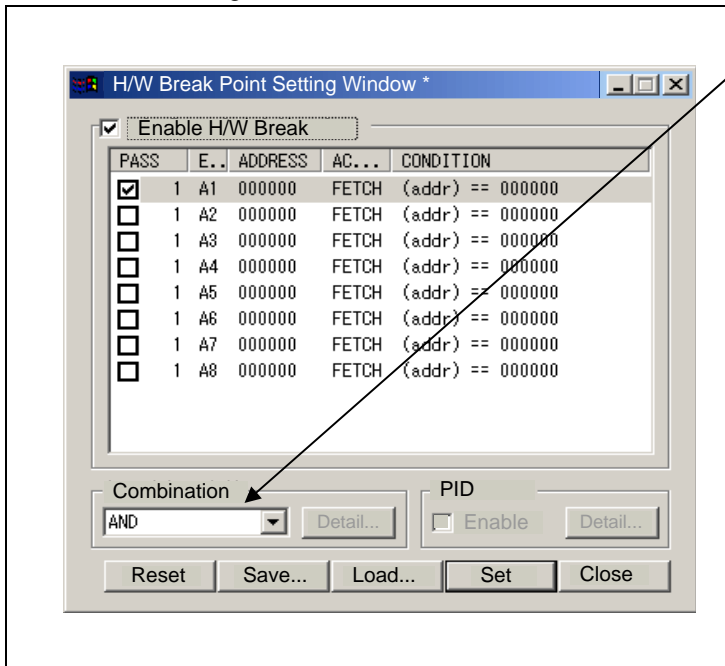 H/W Break Point Setting Window *
Enable H/W Break
PASS E.. ADDRESS AC... CONDITION
1 A1 000000 FETCH (addr) == 000000
1 A2 000000 FETCH (addr) == 000000
1 A3 000000 FETCH (addr) == 000000
1 A4 000000 FETCH (addr) == 000000
1 A5 000000 FETCH (addr) == 000000
1 A6 000000 FETCH (addr) == 000000
1 A7 000000 FETCH (addr) == 000000
1 A8 000000 FETCH (addr) == 000000
Combination PID
AND Detail... Enable Detail...
Reset Save... Load... Set Close